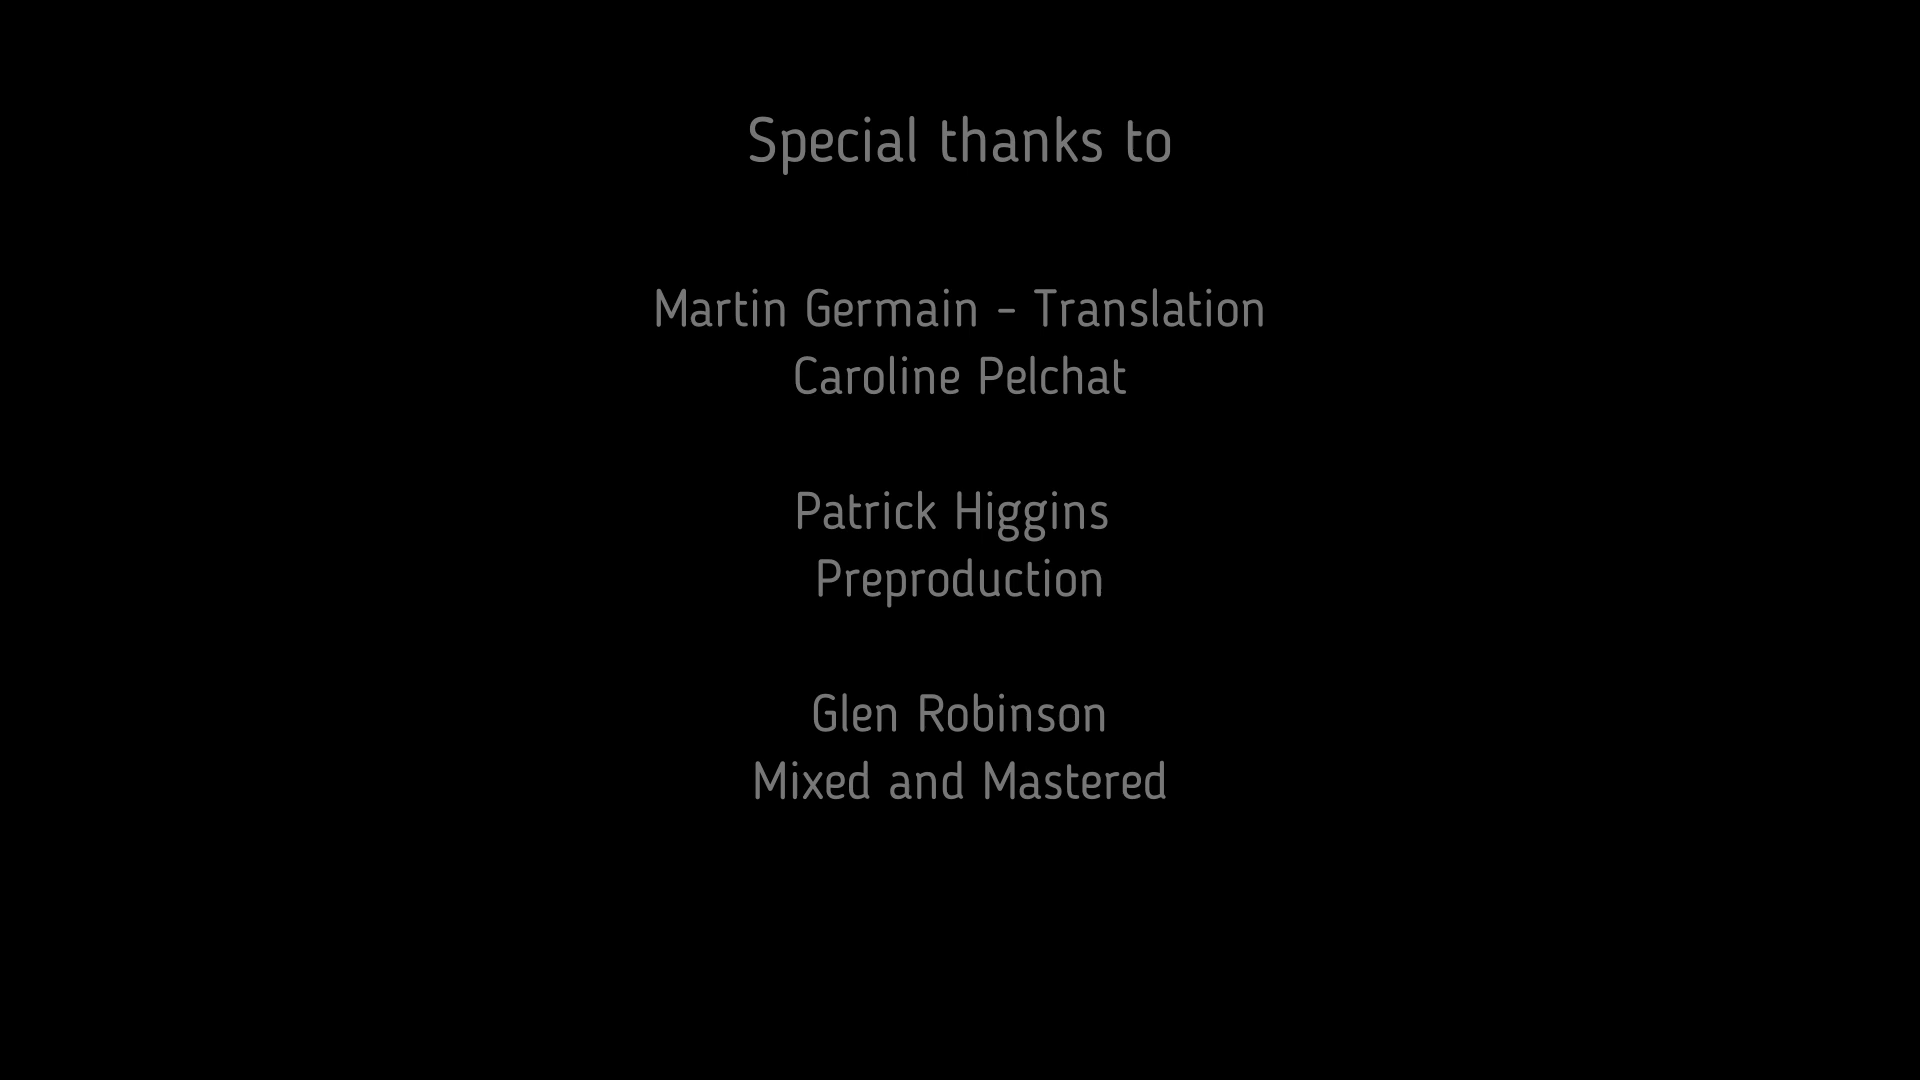 Special thanks to
Martin Germain - Translation
Caroline Pelchat
Patrick Higgins
Preproduction
Glen Robinson
Mixed and Mastered